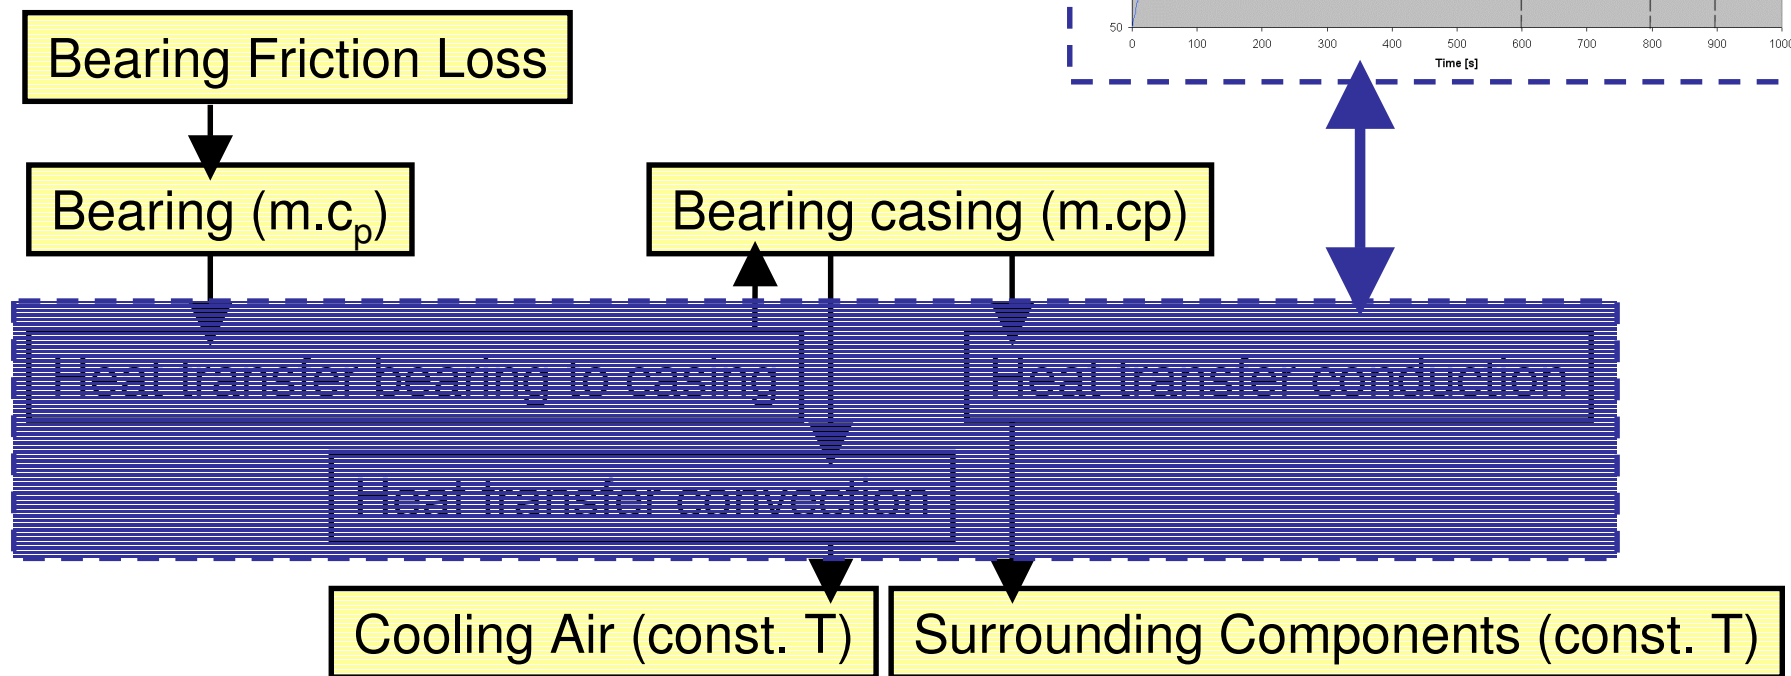 Bearing Friction Loss
50
0 100 200 300 400 500 600 700 800 900 1000
Time [s]
Bearing (m.cp)
Bearing casing (m.cp)
Heat transfer bearing to casing
Heat transfer conduction
Heat transfer convection
Cooling Air (const. T)
Surrounding Components (const. T)